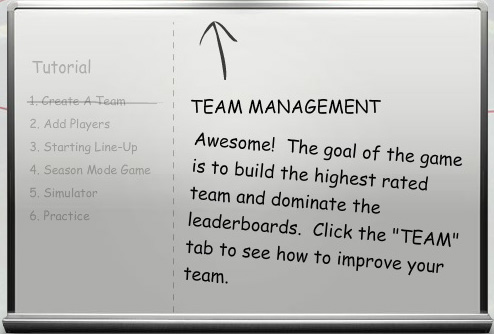 Tutorial
1. Create A Team
2. Add Players
3. Starting Line-Up
4. Season Mode Game
5. Simulator
6. Practice
TEAM MANAGEMENT
Awesome! The goal of the game
is to build the highest rated
team and dominate the
leaderboards. Click the "TEAM"
tab to see how to improve your
team.